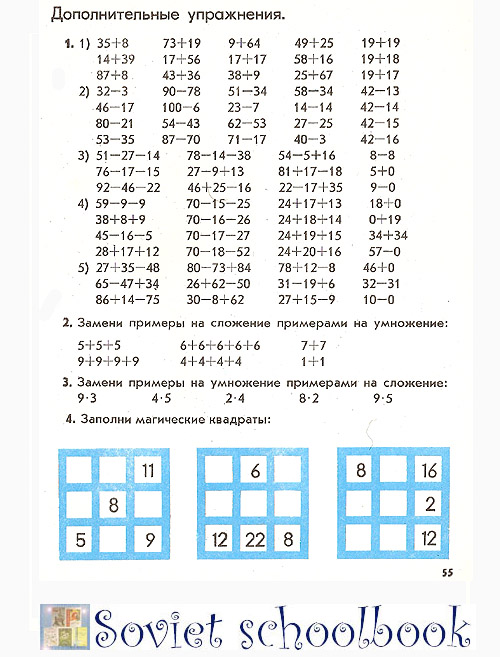 Дополнительные упражнения.
1. 1) 35+8 73+19 9+64 49+25 19+19
14+39 17+56 17+17 58+16 19+18
87+8 43+36 38+9 25+67 19+17
2) 32−3 90−78 51−34 58−34 42−13
46−17 100−6 23−7 14−14 42−14
80−21 54−43 62−53 27−25 42−15
53−35 87−70 71−17 40−3 42−16
3) 51−27−14 78−14−38 54−5+16 8−8
76−17−15 27−9+13 81+17−18 5+0
92−46−22 46+25−16 22−17+35 9−0
4) 59−9−9 70−15−25 24+17+13 18+0
38+8+9 70−16−26 24+18+14 0+19
45−16−5 70−17−27 24+19+15 34+34
28+17+12 70−18−52 24+20+16 57−0
5) 27+35−48 80−73+84 78+12−8 46+0
65−47+34 26+62−50 31−19+6 32−31
86+14−75 30−8+62 27+15−9 10−0
2. Замени примеры на сложение примерами на умножение:
5+5+5 6+6+6+6+6 7+7
9+9+9+9 4+4+4+4 1+1
3. Замени примеры на умножение примерами на сложение:
9·3 4·5 2·4 8·2 9·5
4. Заполни магические квадраты:
11 6 8 16
8 2
5 9 12 22 8 12
55
Soviet schoolbook